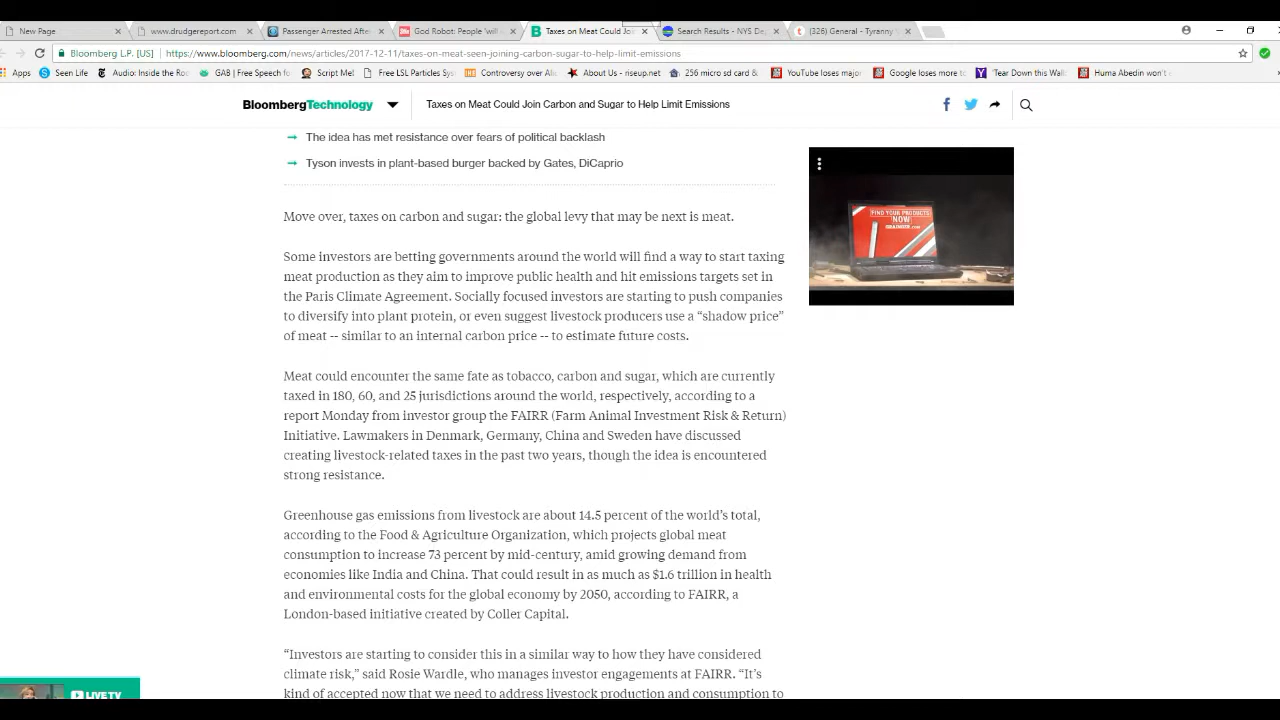 New Page
www.drudgereport.com
Passenger Arrested Afte
God Robot: People 'will
Taxes on Meat Could Joi
Search Results - NYS De
(326) General - Tyranny
Bloomberg L.P. [US]
https://www.bloomberg.com/news/articles/2017-12-11/taxes-on-meat-seen-joining-carbon-sugar-to-help-limit-emissions
Apps
Seen Life
Audio: Inside the Ro
GAB | Free Speech fo
Script Me!
Free LSL Particles Sys
Controversy over Ali
About Us - riseup.net
256 micro sd card &
YouTube loses major
Google loses more to
'Tear Down this Wall
Huma Abedin won't
BloombergTechnology
Taxes on Meat Could Join Carbon and Sugar to Help Limit Emissions
The idea has met resistance over fears of political backlash
Tyson invests in plant-based burger backed by Gates, DiCaprio
FIND YOUR PRODUCTS
NOW
Move over, taxes on carbon and sugar: the global levy that may be next is meat.
Some investors are betting governments around the world will find a way to start taxing
meat production as they aim to improve public health and hit emissions targets set in
the Paris Climate Agreement. Socially focused investors are starting to push companies
to diversify into plant protein, or even suggest livestock producers use a “shadow price”
of meat -- similar to an internal carbon price -- to estimate future costs.
Meat could encounter the same fate as tobacco, carbon and sugar, which are currently
taxed in 180, 60, and 25 jurisdictions around the world, respectively, according to a
report Monday from investor group the FAIRR (Farm Animal Investment Risk & Return)
Initiative. Lawmakers in Denmark, Germany, China and Sweden have discussed
creating livestock-related taxes in the past two years, though the idea is encountered
strong resistance.
Greenhouse gas emissions from livestock are about 14.5 percent of the world’s total,
according to the Food & Agriculture Organization, which projects global meat
consumption to increase 73 percent by mid-century, amid growing demand from
economies like India and China. That could result in as much as $1.6 trillion in health
and environmental costs for the global economy by 2050, according to FAIRR, a
London-based initiative created by Coller Capital.
“Investors are starting to consider this in a similar way to how they have considered
climate risk,” said Rosie Wardle, who manages investor engagements at FAIRR. “It’s
kind of accepted now that we need to address livestock production and consumption to
LIVE TV